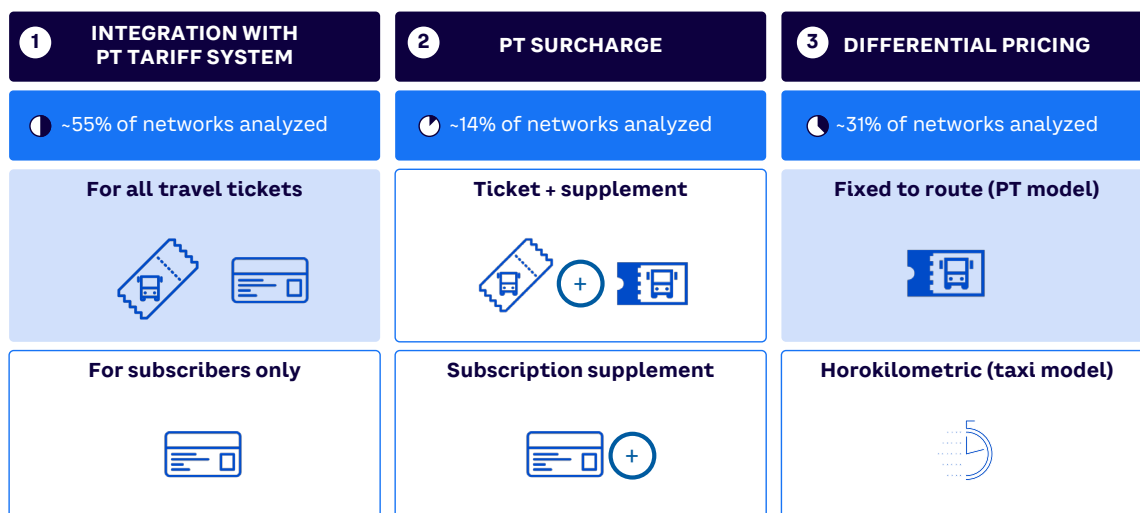 1
INTEGRATION WITH
PT TARIFF SYSTEM
2
PT SURCHARGE
3
DIFFERENTIAL PRICING
~55% of networks analyzed
~14% of networks analyzed
~31% of networks analyzed
For all travel tickets
Ticket + supplement
Fixed to route (PT model)
+
For subscribers only
Subscription supplement
Horokilometric (taxi model)
+